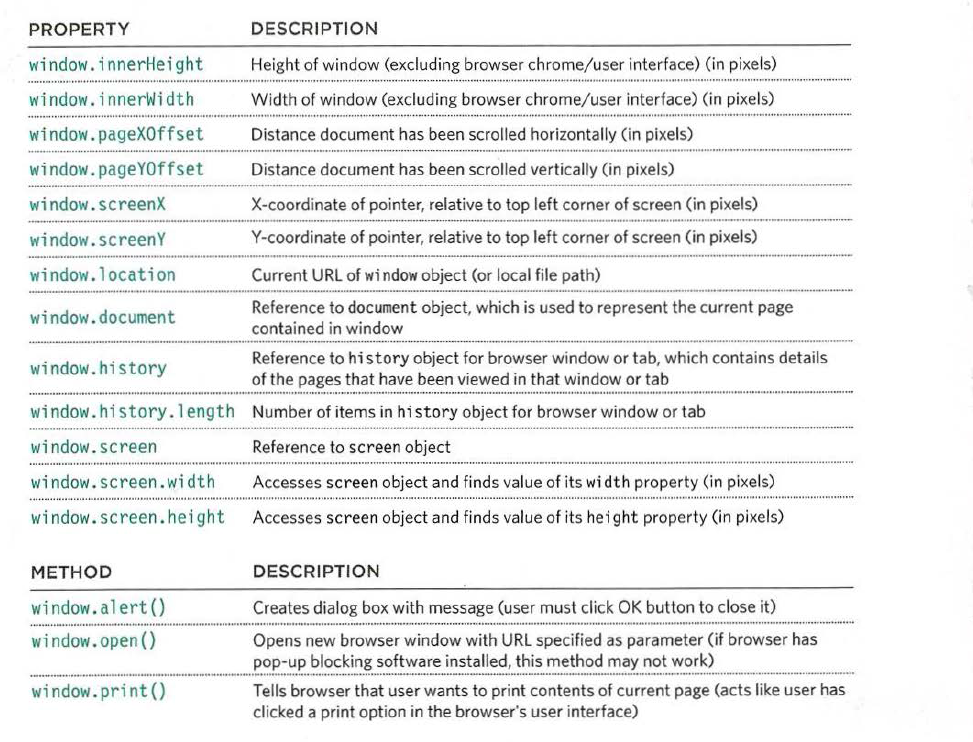 PROPERTY DESCRIPTION
window.innerHeight Height of window (excluding browser chrome/user interface) (in pixels)
window.innerWidth Width of window (excluding browser chrome/user interface) (in pixels)
window.pageXOffset Distance document has been scrolled horizontally (in pixels)
window.pageYOffset Distance document has been scrolled vertically (in pixels)
window.screenX X-coordinate of pointer, relative to top left corner of screen (in pixels)
window.screenY Y-coordinate of pointer, relative to top left corner of screen (in pixels)
window.location Current URL of window object (or local file path)
window.document Reference to document object, which is used to represent the current page
contained in window
window.history Reference to history object for browser window or tab, which contains details
of the pages that have been viewed in that window or tab
window.history.length Number of items in history object for browser window or tab
window.screen Reference to screen object
window.screen.width Accesses screen object and finds value of its width property (in pixels)
window.screen.height Accesses screen object and finds value of its height property (in pixels)
METHOD DESCRIPTION
window.alert() Creates dialog box with message (user must click OK button to close it)
window.open() Opens new browser window with URL specified as parameter (if browser has
pop-up blocking software installed, this method may not work)
window.print() Tells browser that user wants to print contents of current page (acts like user has
clicked a print option in the browser's user interface)